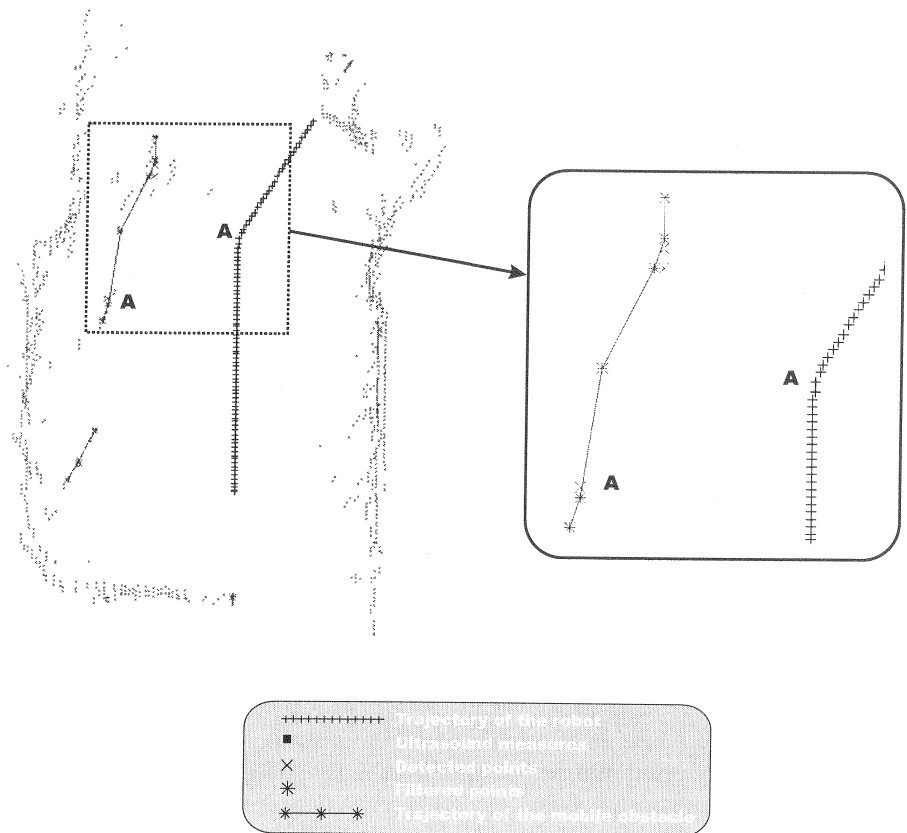 A
A
A
A
Trajectory of the robot
Ultrasound measures
Detected points
Filtered points
Trajectory of the mobile obstacle